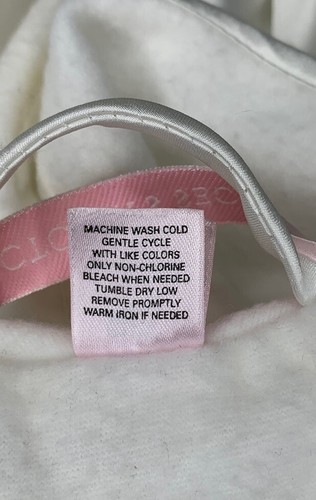 MACHINE WASH COLD
GENTLE CYCLE
WITH LIKE COLORS
ONLY NON-CHLORINE
BLEACH WHEN NEEDED
TUMBLE DRY LOW
REMOVE PROMPTLY
WARM IRON IF NEEDED